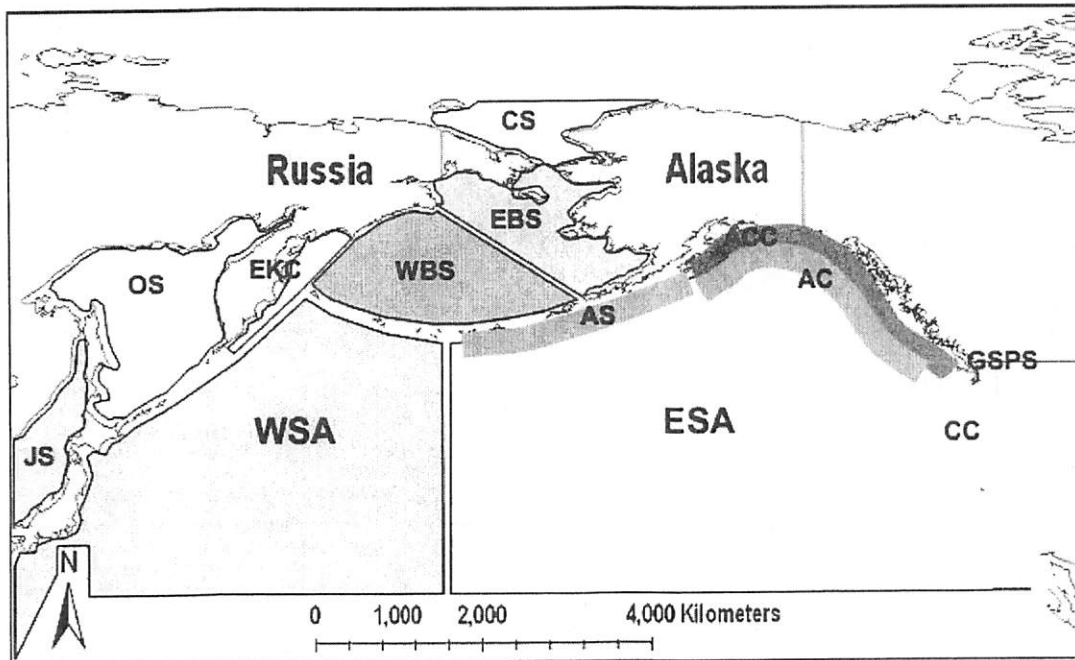 CS
Russia
Alaska
EBS
ACC
OS
EKC
WBS
AC
AS
GSPS
WSA
ESA
CC
JS
N
0 1,000 2,000 4,000 Kilometers